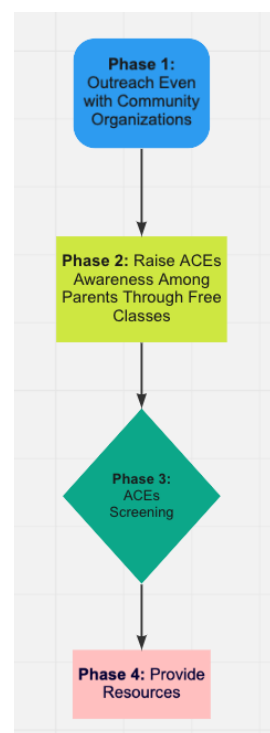 Phase 1:
Outreach Even
with Community
Organizations
Phase 2: Raise ACEs
Awareness Among
Parents Through Free
Classes
Phase 3:
ACEs
Screening
Phase 4: Provide
Resources